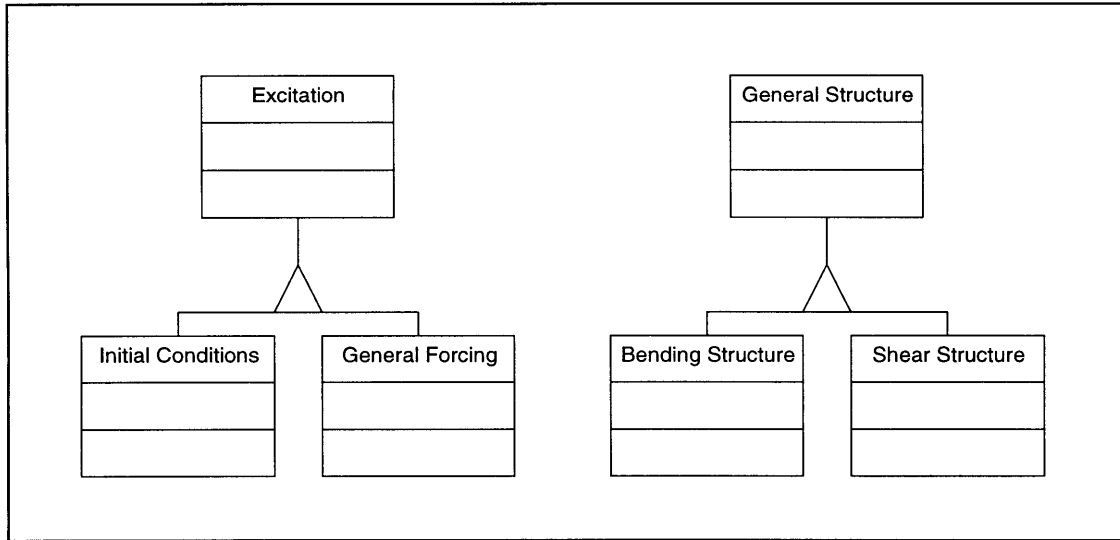 Excitation
General Structure
Initial Conditions
General Forcing
Bending Structure
Shear Structure